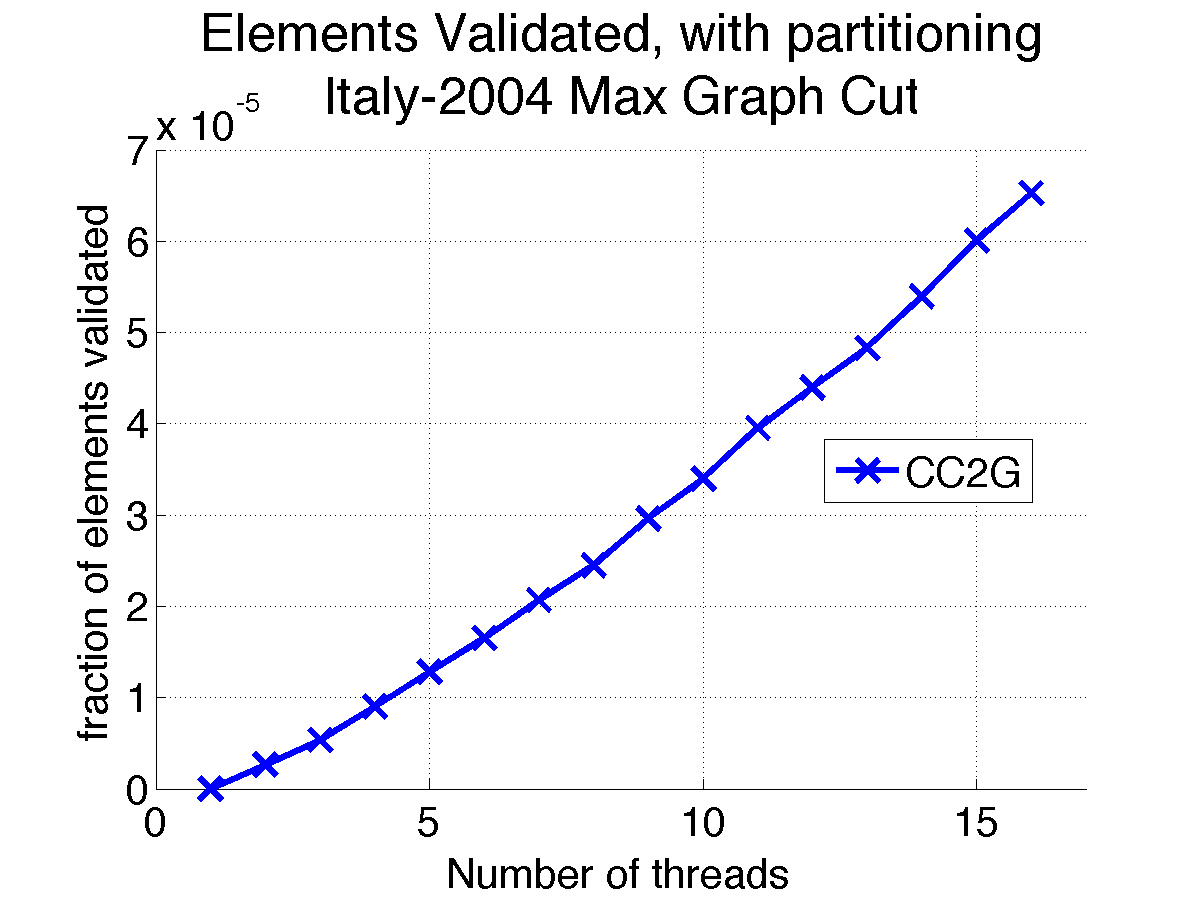 Elements Validated, with partitioning
Italy-2004 Max Graph Cut
x 10-5
7
6
5
4
3
2
1
0
fraction of elements validated
CC2G
0 5 10 15
Number of threads